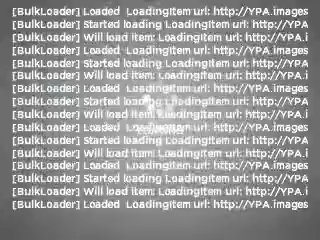 [BulkLoader] Loaded  LoadingItem url: http://YPA.images
[BulkLoader] Started loading LoadingItem url: http://YPA
[BulkLoader] Will load item: LoadingItem url: http://YPA.i
[BulkLoader] Loaded  LoadingItem url: http://YPA.images
[BulkLoader] Started loading LoadingItem url: http://YPA
[BulkLoader] Will load item: LoadingItem url: http://YPA.i
[BulkLoader] Loaded  LoadingItem url: http://YPA.images
[BulkLoader] Started loading LoadingItem url: http://YPA
[BulkLoader] Will load item: LoadingItem url: http://YPA.i
[BulkLoader] Loaded  LoadingItem url: http://YPA.images
[BulkLoader] Started loading LoadingItem url: http://YPA
[BulkLoader] Will load item: LoadingItem url: http://YPA.i
[BulkLoader] Loaded  LoadingItem url: http://YPA.images
[BulkLoader] Started loading LoadingItem url: http://YPA
[BulkLoader] Will load item: LoadingItem url: http://YPA.i
[BulkLoader] Loaded  LoadingItem url: http://YPA.images